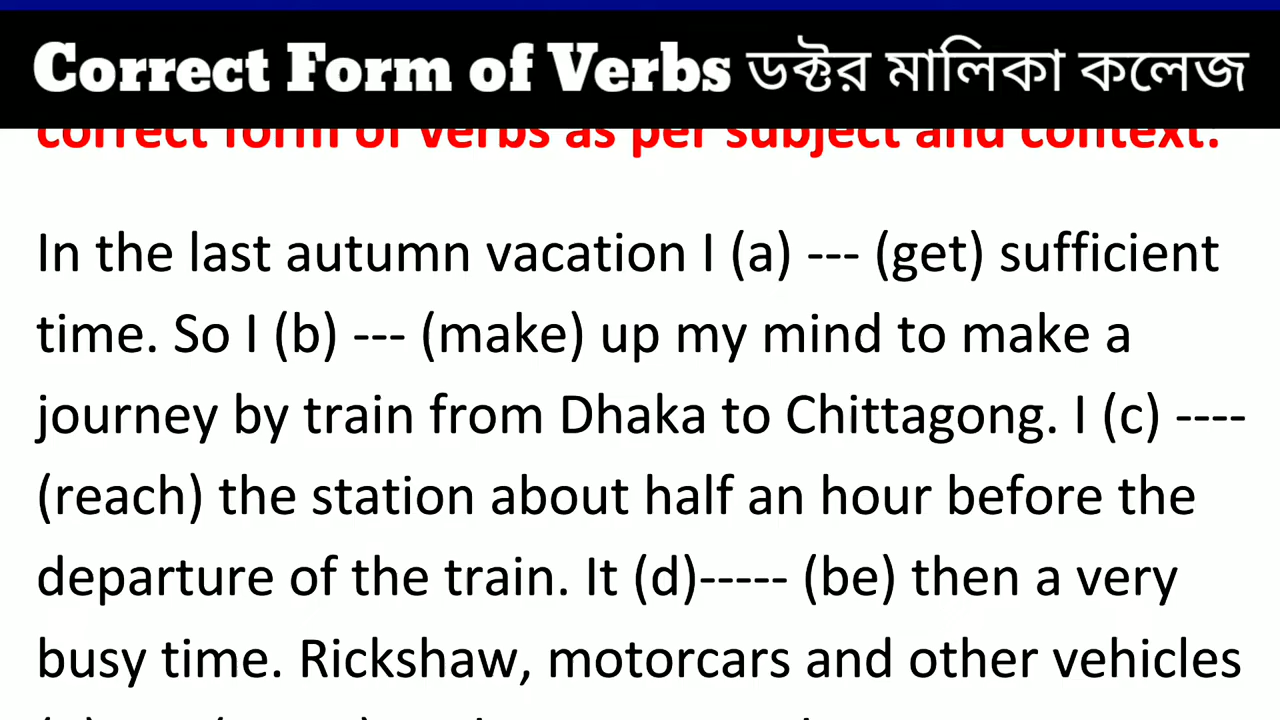 Correct Form of Verbs ডক্টর মালিকা কলেজ
correct form of verbs as per subject and context.
In the last autumn vacation I (a) --- (get) sufficient
time. So I (b) --- (make) up my mind to make a
journey by train from Dhaka to Chittagong. I (c) ----
(reach) the station about half an hour before the
departure of the train. It (d)----- (be) then a very
busy time. Rickshaw, motorcars and other vehicles